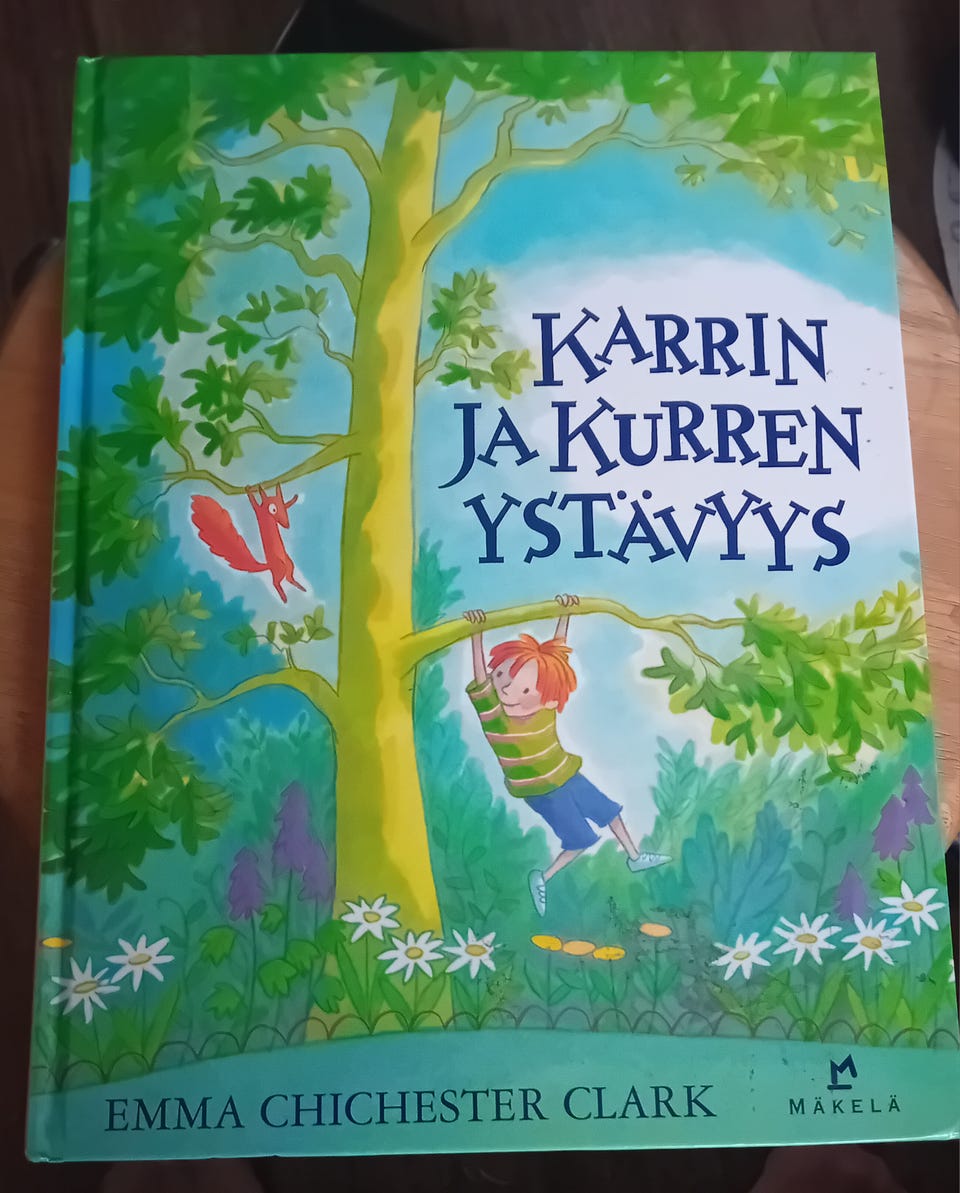 KARRIN
JA KURREN
YSTÄVYYS
EMMA CHICHESTER CLARK
MÄKELÄ